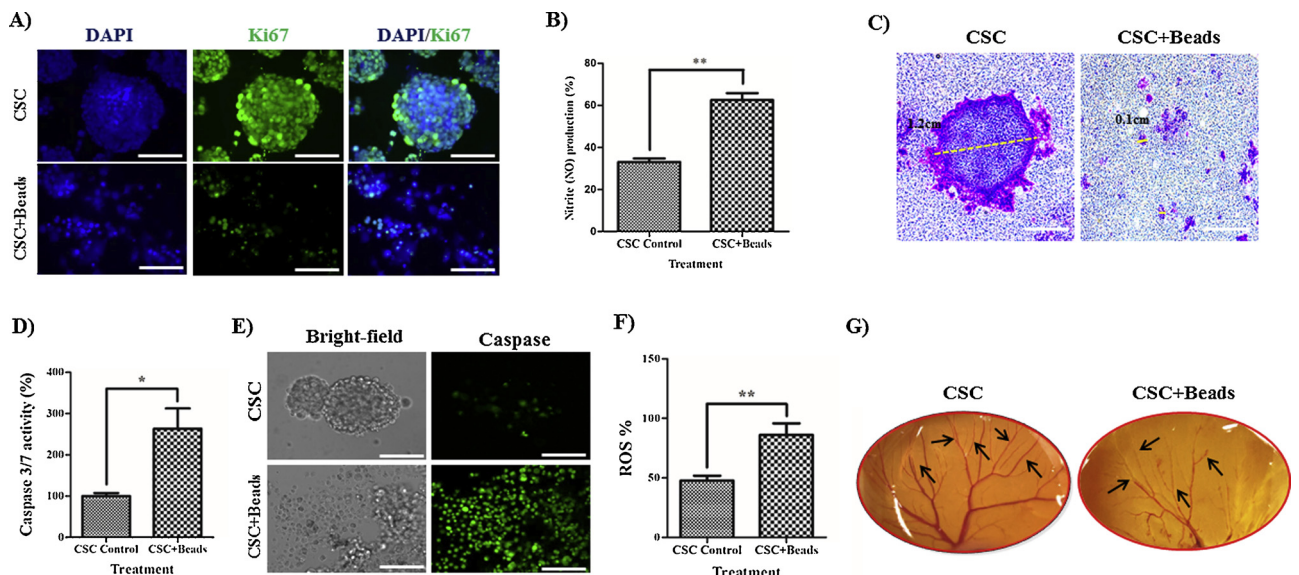 A)
DAPI
Ki67
DAPI/Ki67
CSC
CSC+Beads
B)
**
80
60
40
20
0
Nitrite (NO) production (%)
CSC Control
CSC+Beads
Treatment
C)
CSC
CSC+Beads
1.2cm
0.1cm
D)
*
400
300
200
100
0
Caspase 3/7 activity (%)
CSC Control
CSC+Beads
Treatment
E)
Bright-field
Caspase
CSC
CSC+Beads
F)
**
150
100
50
0
ROS %
CSC Control
CSC+Beads
Treatment
G)
CSC
CSC+Beads